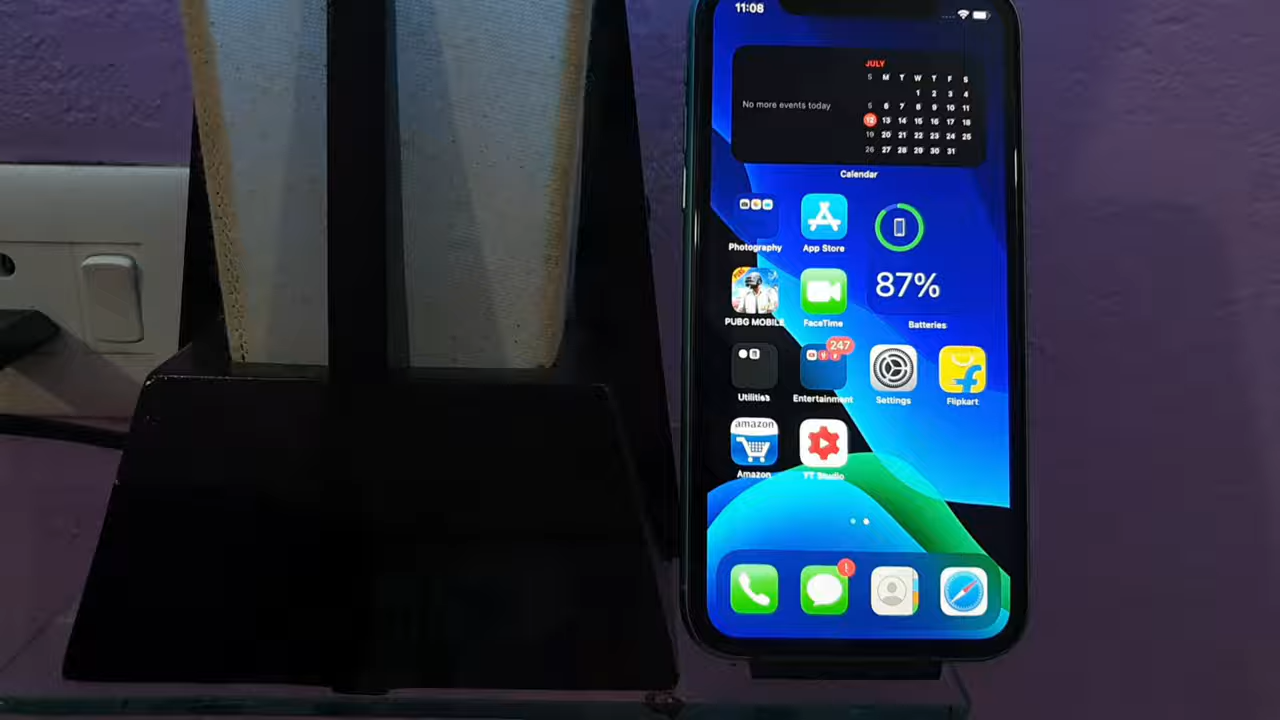 11:08
JULY
S M T W T F S
1 2 3 4
5 6 7 8 9 10 11
12 13 14 15 16 17 18
19 20 21 22 23 24 25
26 27 28 29 30 31
No more events today
Calendar
Photography App Store
87%
PUBG MOBILE FaceTime Batteries
247
Utilities Entertainment Settings Flipkart
amazon
Amazon YT Studio
!